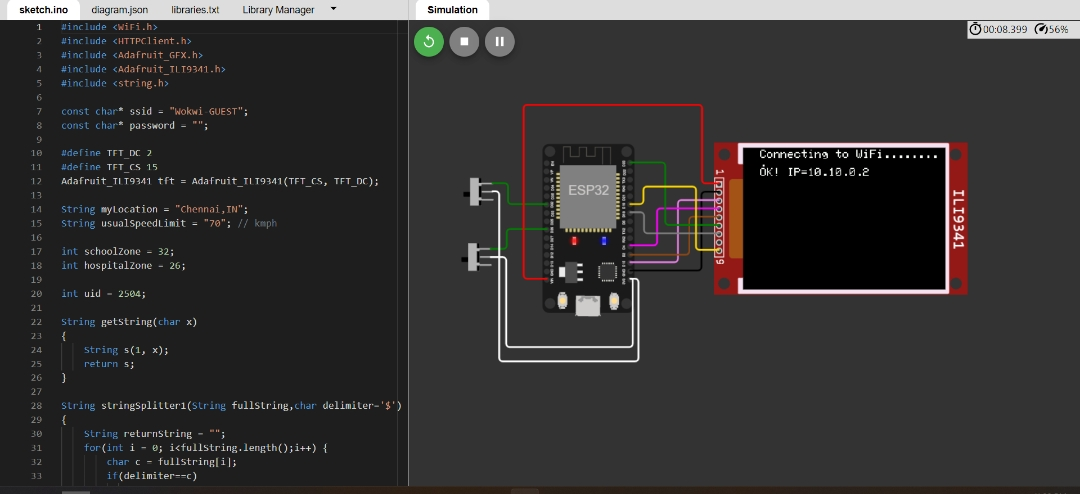 sketch.ino diagram.json libraries.txt Library Manager
Simulation
1 #include <WiFi.h>
2 #include <HTTPClient.h>
3 #include <Adafruit_GFX.h>
4 #include <Adafruit_ILI9341.h>
5 #include <string.h>
6
7 const char* ssid = "Wokwi-GUEST";
8 const char* password = "";
9
10 #define TFT_DC 2
11 #define TFT_CS 15
12 Adafruit_ILI9341 tft = Adafruit_ILI9341(TFT_CS, TFT_DC);
13
14 String myLocation = "Chennai,IN";
15 String usualSpeedLimit = "70"; // kmph
16
17 int schoolZone = 32;
18 int hospitalZone = 26;
19
20 int uid = 2504;
21
22 String getString(char x)
23 {
24 String s(1, x);
25 return s;
26 }
27
28 String stringSplitter1(String fullString,char delimiter='$')
29 {
30 String returnString = "";
31 for(int i = 0; i<fullString.length();i++) {
32 char c = fullString[i];
33 if(delimiter==c)
00:08.399 56%
ESP32
Connecting to WiFi........
OK! IP=10.10.0.2
1
9
ILI9341